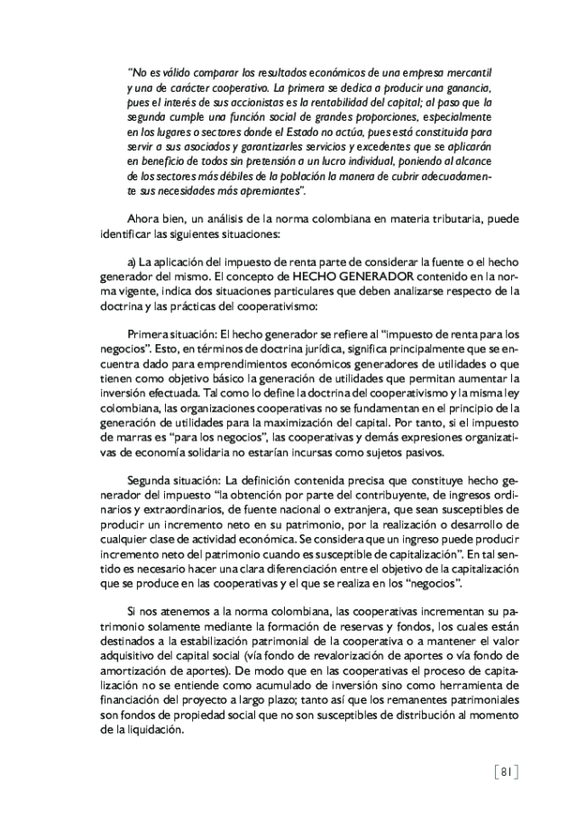 "No es válido comparar los resultados económicos de una empresa mercantil
y una de carácter cooperativo. La primera se dedica a producir una ganancia,
pues el interés de sus accionistas es la rentabilidad del capital; al paso que la
segunda cumple una función social de grandes proporciones, especialmente
en los lugares o sectores donde el Estado no actúa, pues está constituida para
servir a sus asociados y garantizarles servicios y excedentes que se aplicarán
en beneficio de todos sin pretensión a un lucro individual, poniendo al alcance
de los sectores más débiles de la población la manera de cubrir adecuadamen-
te sus necesidades más apremiantes".
Ahora bien, un análisis de la norma colombiana en materia tributaria, puede
identificar las siguientes situaciones:
a) La aplicación del impuesto de renta parte de considerar la fuente o el hecho
generador del mismo. El concepto de HECHO GENERADOR contenido en la nor-
ma vigente, indica dos situaciones particulares que deben analizarse respecto de la
doctrina y las prácticas del cooperativismo:
Primera situación: El hecho generador se refiere al "impuesto de renta para los
negocios". Esto, en términos de doctrina jurídica, significa principalmente que se en-
cuentra dado para emprendimientos económicos generadores de utilidades o que
tienen como objetivo básico la generación de utilidades que permitan aumentar la
inversión efectuada. Tal como lo define la doctrina del cooperativismo y la misma ley
colombiana, las organizaciones cooperativas no se fundamentan en el principio de la
generación de utilidades para la maximización del capital. Por tanto, si el impuesto
de marras es "para los negocios", las cooperativas y demás expresiones organizati-
vas de economía solidaria no estarían incursas como sujetos pasivos.
Segunda situación: La definición contenida precisa que constituye hecho ge-
nerador del impuesto "la obtención por parte del contribuyente, de ingresos ordi-
narios y extraordinarios, de fuente nacional o extranjera, que sean susceptibles de
producir un incremento neto en su patrimonio, por la realización o desarrollo de
cualquier clase de actividad económica. Se considera que un ingreso puede producir
incremento neto del patrimonio cuando es susceptible de capitalización". En tal sen-
tido es necesario hacer una clara diferenciación entre el objetivo de la capitalización
que se produce en las cooperativas y el que se realiza en los "negocios".
Si nos atenemos a la norma colombiana, las cooperativas incrementan su pa-
trimonio solamente mediante la formación de reservas y fondos, los cuales están
destinados a la estabilización patrimonial de la cooperativa o a mantener el valor
adquisitivo del capital social (vía fondo de revalorización de aportes o vía fondo de
amortización de aportes). De modo que en las cooperativas el proceso de capita-
lización no se entiende como acumulado de inversión sino como herramienta de
financiación del proyecto a largo plazo; tanto así que los remanentes patrimoniales
son fondos de propiedad social que no son susceptibles de distribución al momento
de la liquidación.
[81]